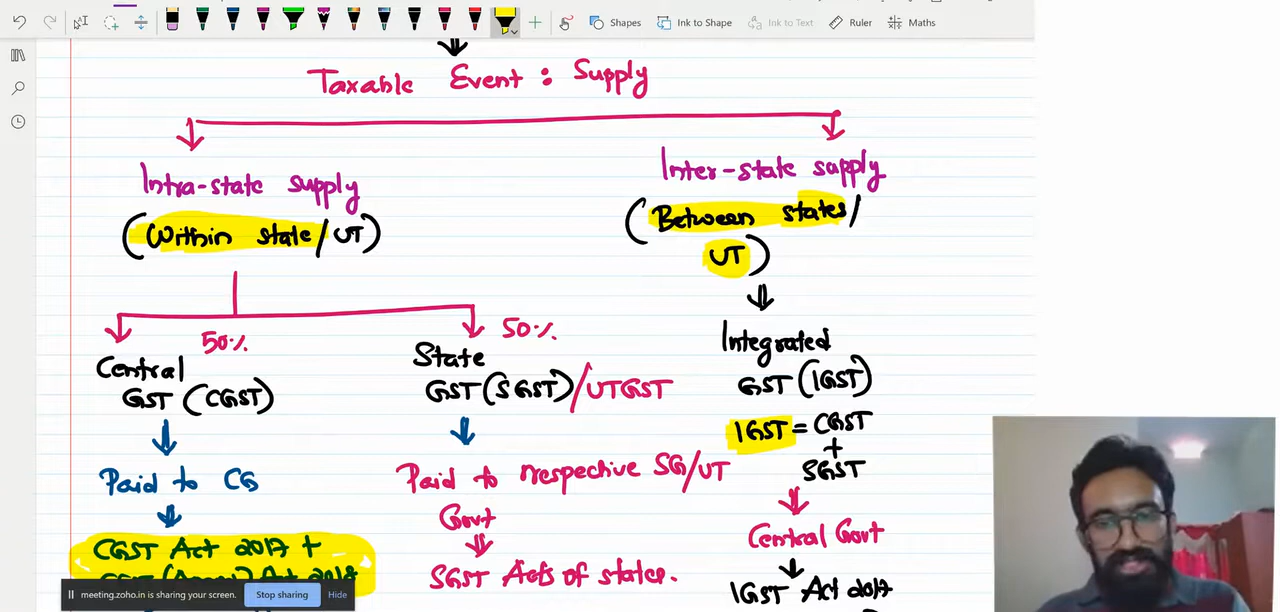 Shapes
Ink to Shape
Ink to Text
Ruler
Maths
Taxable Event : Supply
Intra-state supply
(Within state/UT)
Inter-state supply
(Between states/
UT)
50%
50%
Central
GST (CGST)
State
GST (SGST)/UTGST
Integrated
GST (IGST)
IGST = CGST
+
SGST
Paid to CG
Paid to respective SG/UT
Govt
Central Govt
CGST Act 2017 +
SGST Acts of states.
IGST Act 2017
meeting.zoho.in is sharing your screen.
Stop sharing
Hide